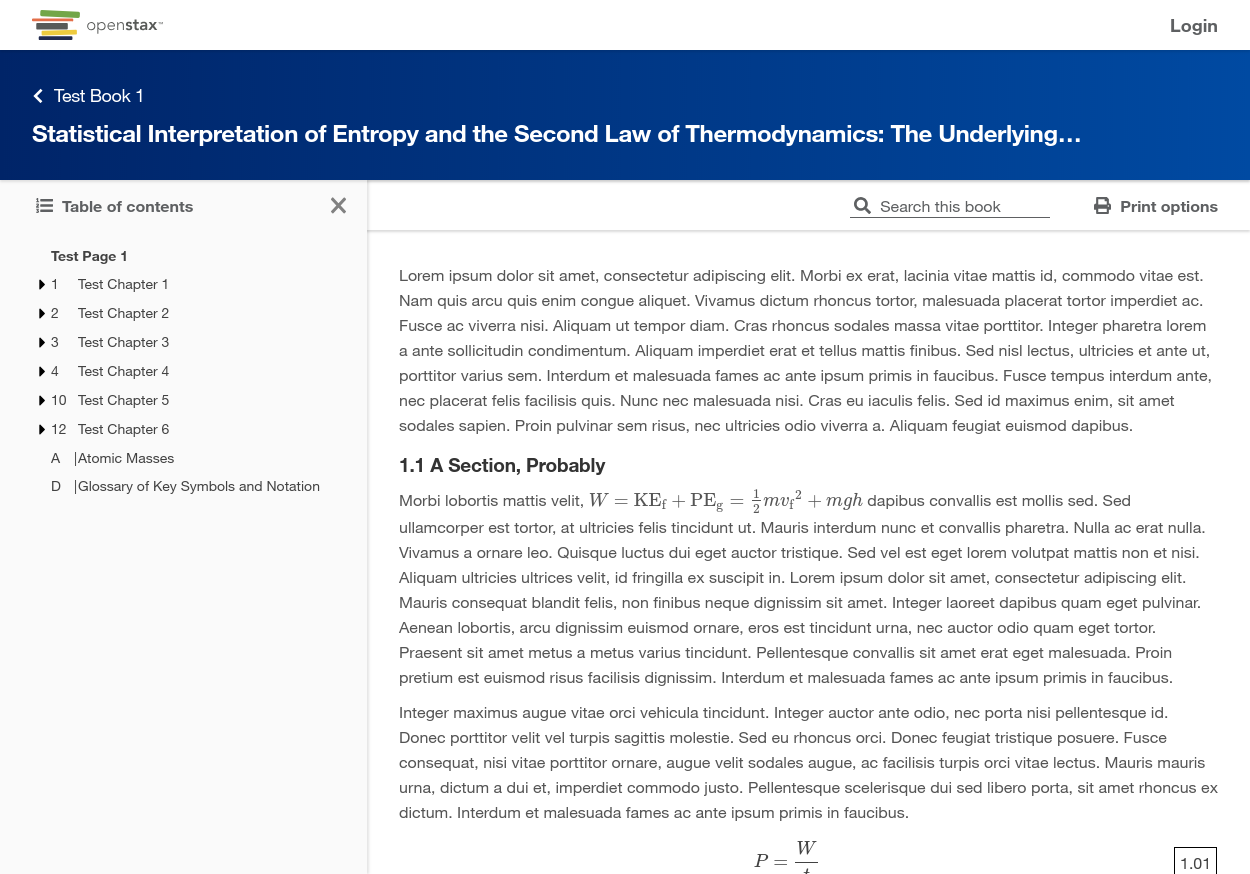 openstax™
Login
Test Book 1
Statistical Interpretation of Entropy and the Second Law of Thermodynamics: The Underlying…
Table of contents
Search this book
Print options
Test Page 1
1 Test Chapter 1
2 Test Chapter 2
3 Test Chapter 3
4 Test Chapter 4
10 Test Chapter 5
12 Test Chapter 6
A |Atomic Masses
D |Glossary of Key Symbols and Notation
Lorem ipsum dolor sit amet, consectetur adipiscing elit. Morbi ex erat, lacinia vitae mattis id, commodo vitae est.
Nam quis arcu quis enim congue aliquet. Vivamus dictum rhoncus tortor, malesuada placerat tortor imperdiet ac.
Fusce ac viverra nisi. Aliquam ut tempor diam. Cras rhoncus sodales massa vitae porttitor. Integer pharetra lorem
a ante sollicitudin condimentum. Aliquam imperdiet erat et tellus mattis finibus. Sed nisl lectus, ultricies et ante ut,
porttitor varius sem. Interdum et malesuada fames ac ante ipsum primis in faucibus. Fusce tempus interdum ante,
nec placerat felis facilisis quis. Nunc nec malesuada nisi. Cras eu iaculis felis. Sed id maximus enim, sit amet
sodales sapien. Proin pulvinar sem risus, nec ultricies odio viverra a. Aliquam feugiat euismod dapibus.
1.1 A Section, Probably
Morbi lobortis mattis velit, W = KE_f + PE_g = 1/2 mv_f² + mgh dapibus convallis est mollis sed. Sed
ullamcorper est tortor, at ultricies felis tincidunt ut. Mauris interdum nunc et convallis pharetra. Nulla ac erat nulla.
Vivamus a ornare leo. Quisque luctus dui eget auctor tristique. Sed vel est eget lorem volutpat mattis non et nisi.
Aliquam ultricies ultrices velit, id fringilla ex suscipit in. Lorem ipsum dolor sit amet, consectetur adipiscing elit.
Mauris consequat blandit felis, non finibus neque dignissim sit amet. Integer laoreet dapibus quam eget pulvinar.
Aenean lobortis, arcu dignissim euismod ornare, eros est tincidunt urna, nec auctor odio quam eget tortor.
Praesent sit amet metus a metus varius tincidunt. Pellentesque convallis sit amet erat eget malesuada. Proin
pretium est euismod risus facilisis dignissim. Interdum et malesuada fames ac ante ipsum primis in faucibus.
Integer maximus augue vitae orci vehicula tincidunt. Integer auctor ante odio, nec porta nisi pellentesque id.
Donec porttitor velit vel turpis sagittis molestie. Sed eu rhoncus orci. Donec feugiat tristique posuere. Fusce
consequat, nisi vitae porttitor ornare, augue velit sodales augue, ac facilisis turpis orci vitae lectus. Mauris mauris
urna, dictum a dui et, imperdiet commodo justo. Pellentesque scelerisque dui sed libero porta, sit amet rhoncus ex
dictum. Interdum et malesuada fames ac ante ipsum primis in faucibus.
P = W
1.01